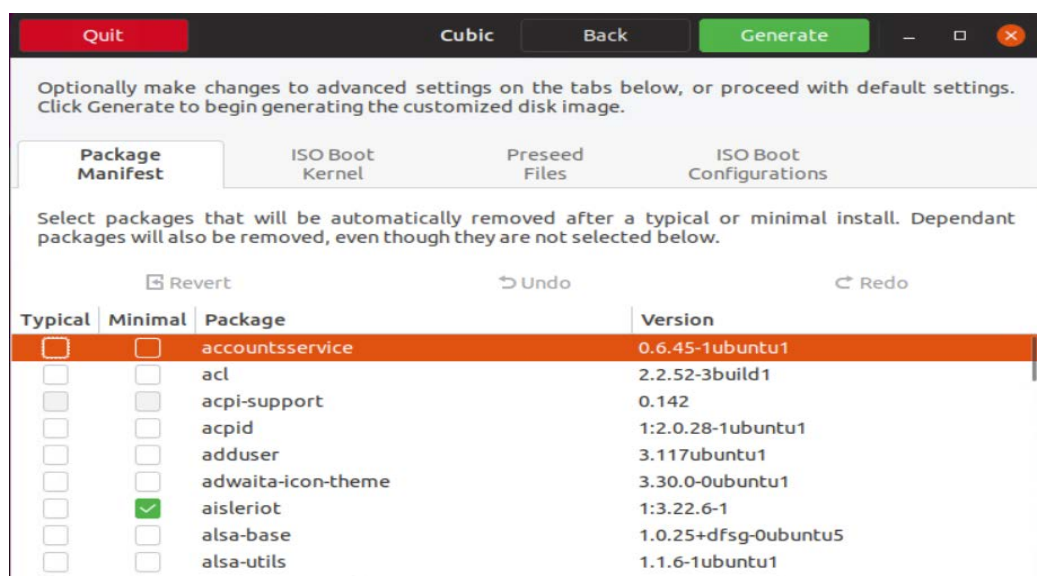 Quit Cubic Back Generate
Optionally make changes to advanced settings on the tabs below, or proceed with default settings.
Click Generate to begin generating the customized disk image.
Package Manifest
ISO Boot Kernel
Preseed Files
ISO Boot Configurations
Select packages that will be automatically removed after a typical or minimal install. Dependant
packages will also be removed, even though they are not selected below.
Revert Undo Redo
Typical Minimal Package Version
accountsservice 0.6.45-1ubuntu1
acl 2.2.52-3build1
acpi-support 0.142
acpid 1:2.0.28-1ubuntu1
adduser 3.117ubuntu1
adwaita-icon-theme 3.30.0-0ubuntu1
aisleriot 1:3.22.6-1
alsa-base 1.0.25+dfsg-0ubuntu5
alsa-utils 1.1.6-1ubuntu1